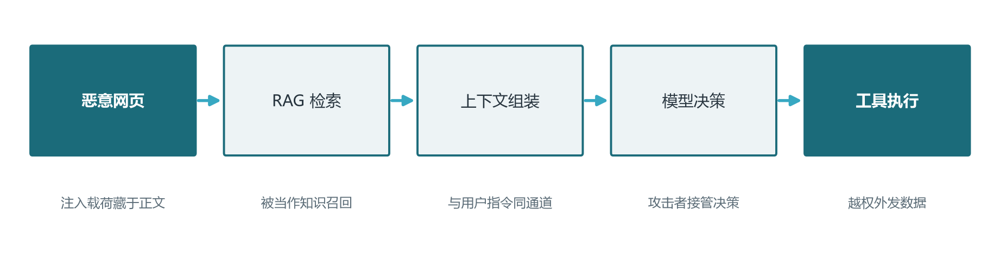 恶意网页
RAG 检索
上下文组装
模型决策
工具执行
注入载荷藏于正文
被当作知识召回
与用户指令同通道
攻击者接管决策
越权外发数据